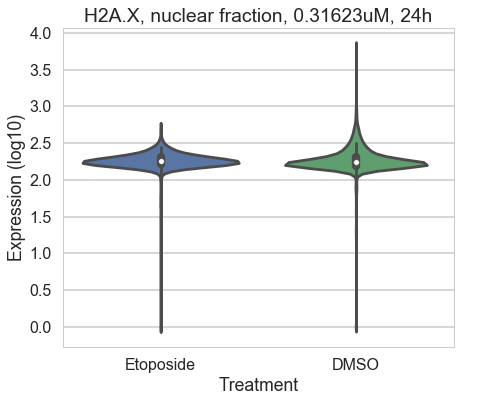 H2A.X, nuclear fraction, 0.31623uM, 24h
4.0
3.5
3.0
2.5
2.0
1.5
1.0
0.5
0.0
Expression (log10)
Etoposide DMSO
Treatment